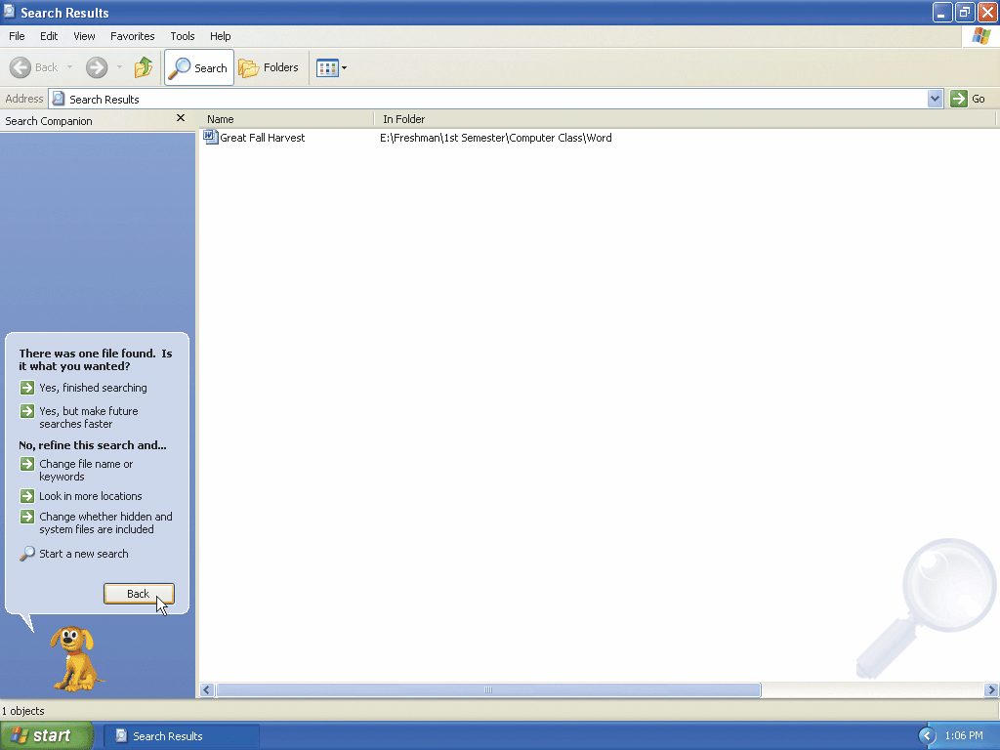 Search Results
File Edit View Favorites Tools Help
Back Search Folders
Address Search Results Go
Search Companion
Name In Folder
Great Fall Harvest E:\Freshman\1st Semester\Computer Class\Word
There was one file found. Is
it what you wanted?
Yes, finished searching
Yes, but make future
searches faster
No, refine this search and...
Change file name or
keywords
Look in more locations
Change whether hidden and
system files are included
Start a new search
Back
1 objects
start Search Results 1:06 PM